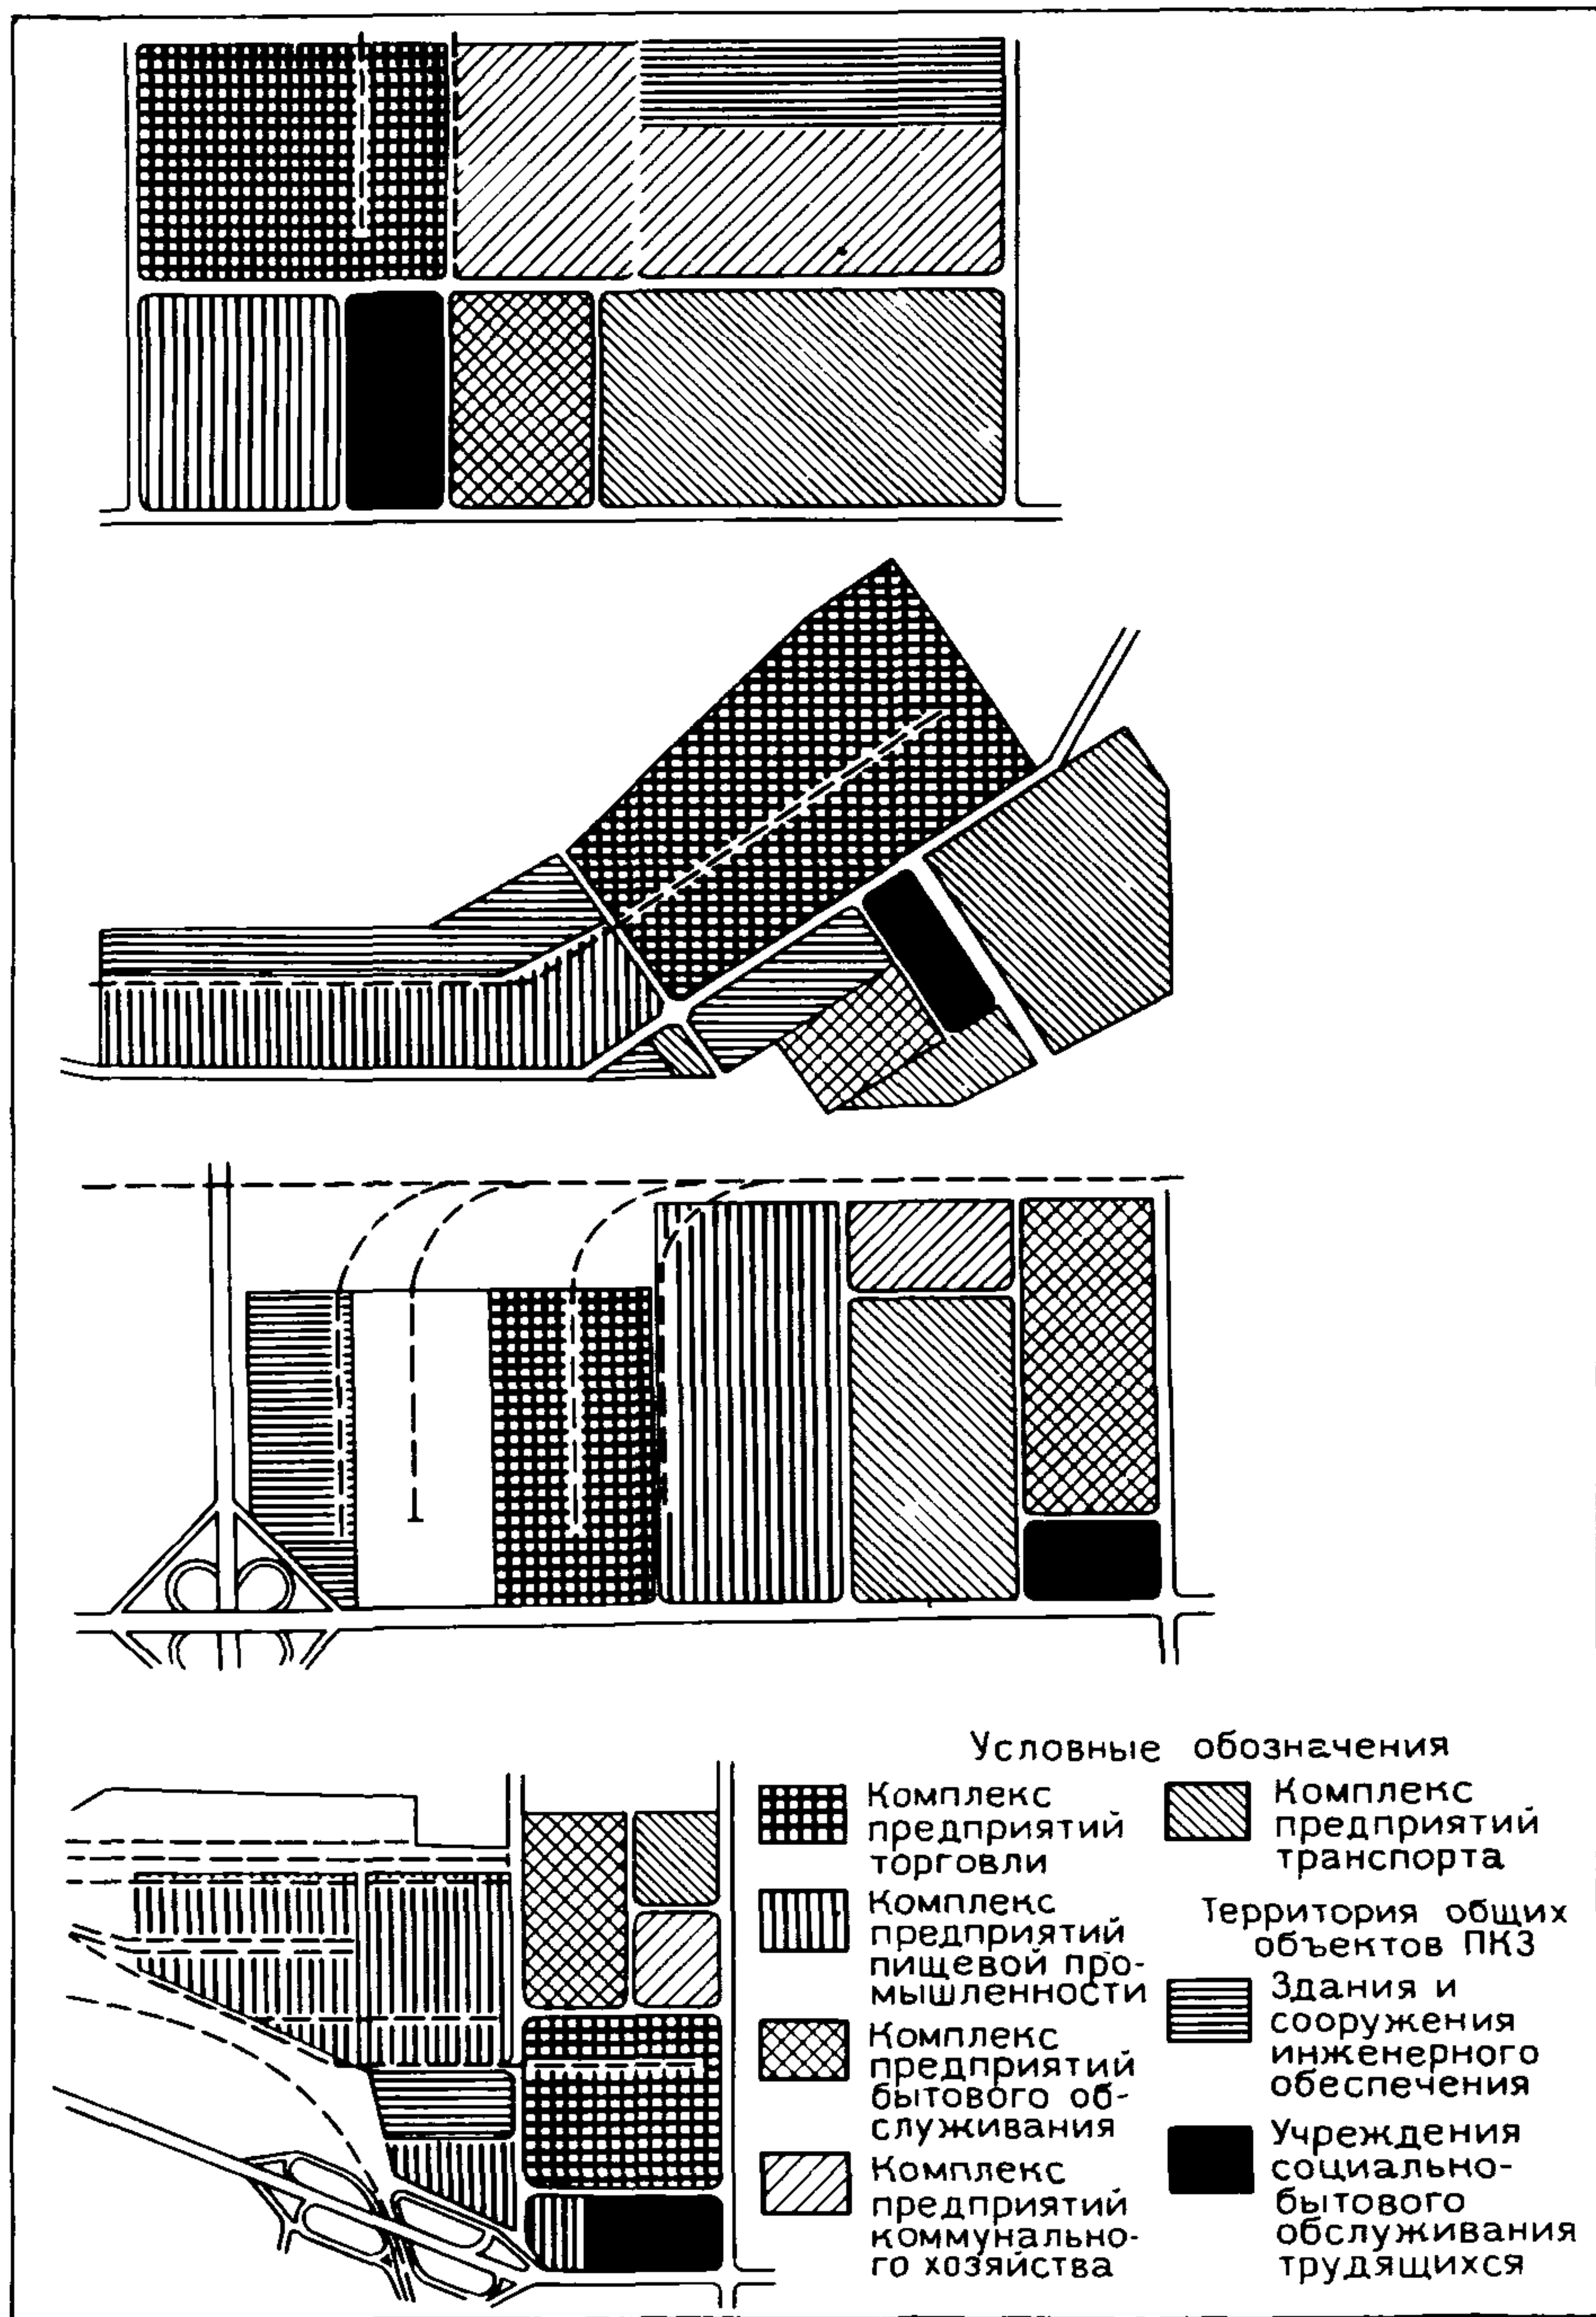 Условные обозначения
Комплекс
предприятий
торговли
Комплекс
предприятий
пищевой про-
мышленности
Комплекс
предприятий
бытового об-
служивания
Комплекс
предприятий
коммунально-
го хозяйства
Комплекс
предприятий
транспорта
Территория общих
объектов ПКЗ
Здания и
сооружения
инженерного
обеспечения
Учреждения
социально-
бытового
обслуживания
трудящихся